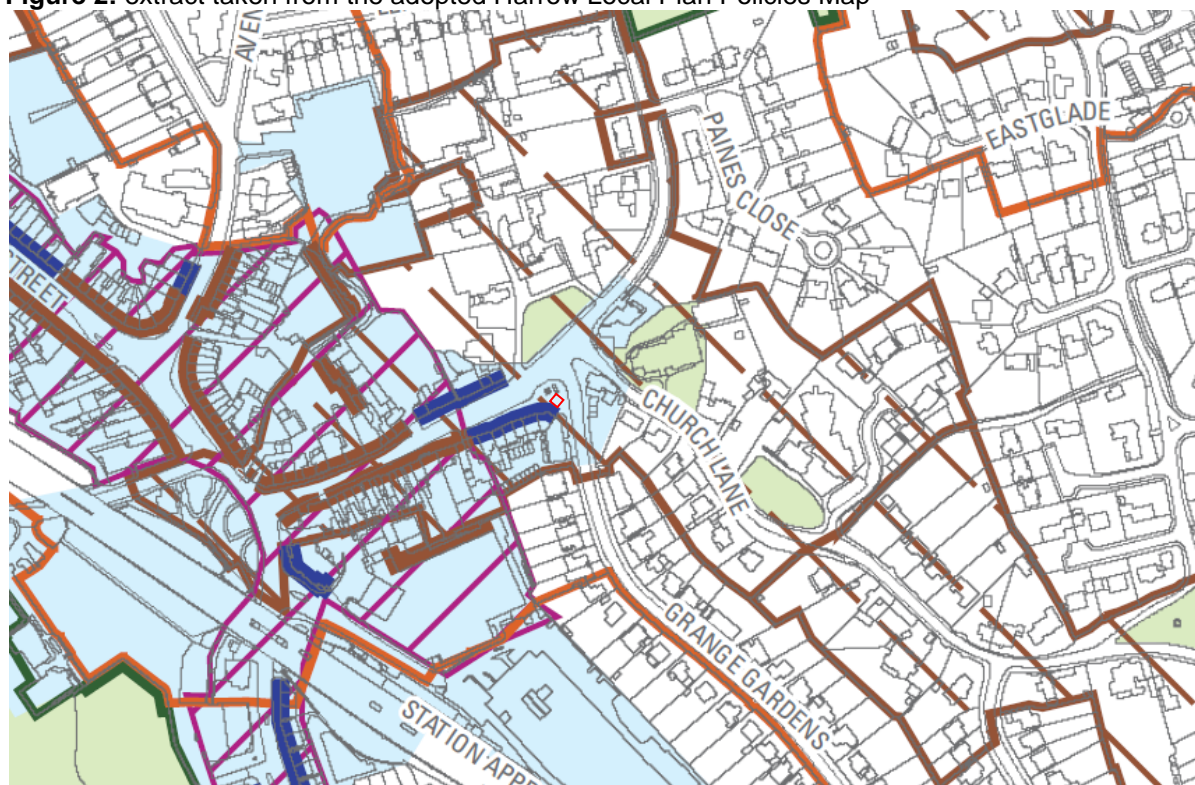 Figure 2: extract taken from the adopted Harrow Local Plan Policies Map
AVEN
PAINES CLOSE
EASTGLADE
STREET
CHURCH LANE
GRANGE GARDENS
STATION APPR